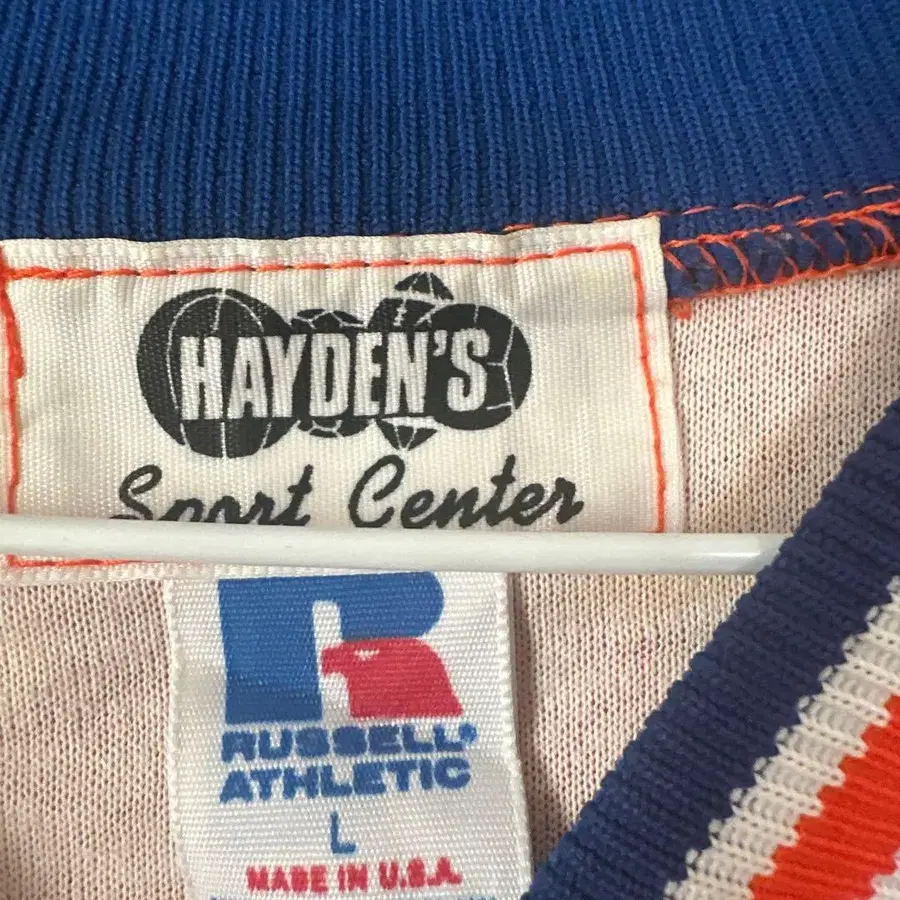 HAYDEN'S
Sport Center
RUSSELL®
ATHLETIC
L
MADE IN U.S.A.